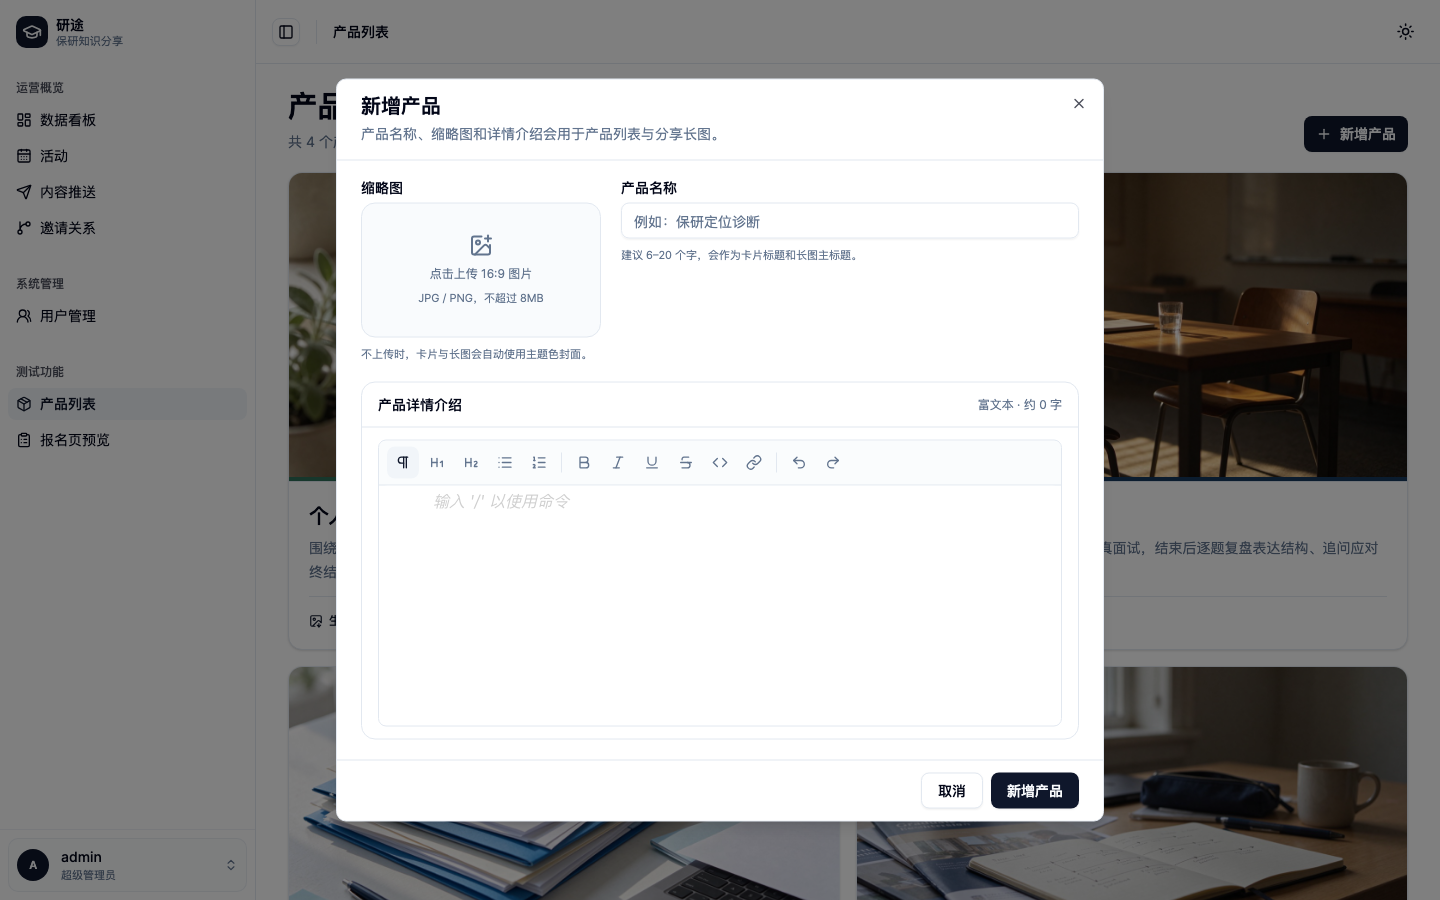 研途
保研知识分享
运营概览
数据看板
活动
内容推送
邀请关系
系统管理
用户管理
测试功能
产品列表
报名页预览
A
admin
超级管理员
产品列表
产品
共 4 个
新增产品
个
围绕
终结
真面试，结束后逐题复盘表达结构、追问应对
新增产品
产品名称、缩略图和详情介绍会用于产品列表与分享长图。
缩略图
点击上传 16:9 图片
JPG / PNG，不超过 8MB
不上传时，卡片与长图会自动使用主题色封面。
产品名称
例如：保研定位诊断
建议 6–20 个字，会作为卡片标题和长图主标题。
产品详情介绍
富文本 · 约 0 字
H1 H2
B I U S
输入 '/' 以使用命令
取消
新增产品